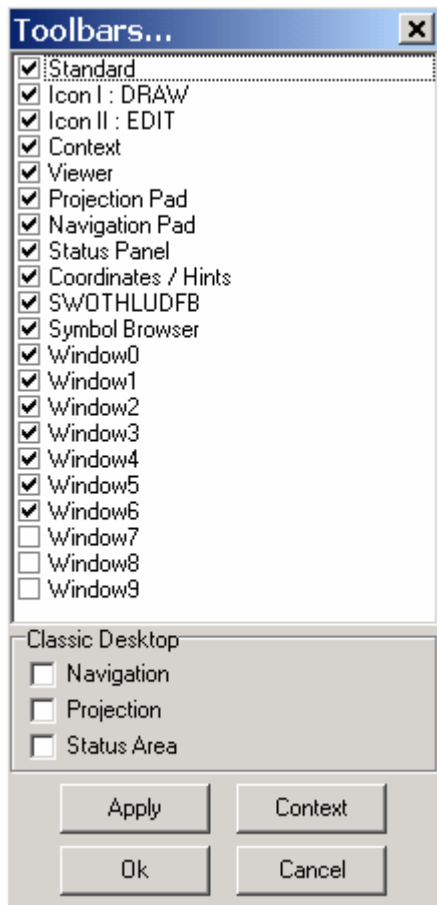 Toolbars...
Standard
Icon I : DRAW
Icon II : EDIT
Context
Viewer
Projection Pad
Navigation Pad
Status Panel
Coordinates / Hints
SWOTHLUDFB
Symbol Browser
Window0
Window1
Window2
Window3
Window4
Window5
Window6
Window7
Window8
Window9
Classic Desktop
Navigation
Projection
Status Area
Apply Context
Ok Cancel